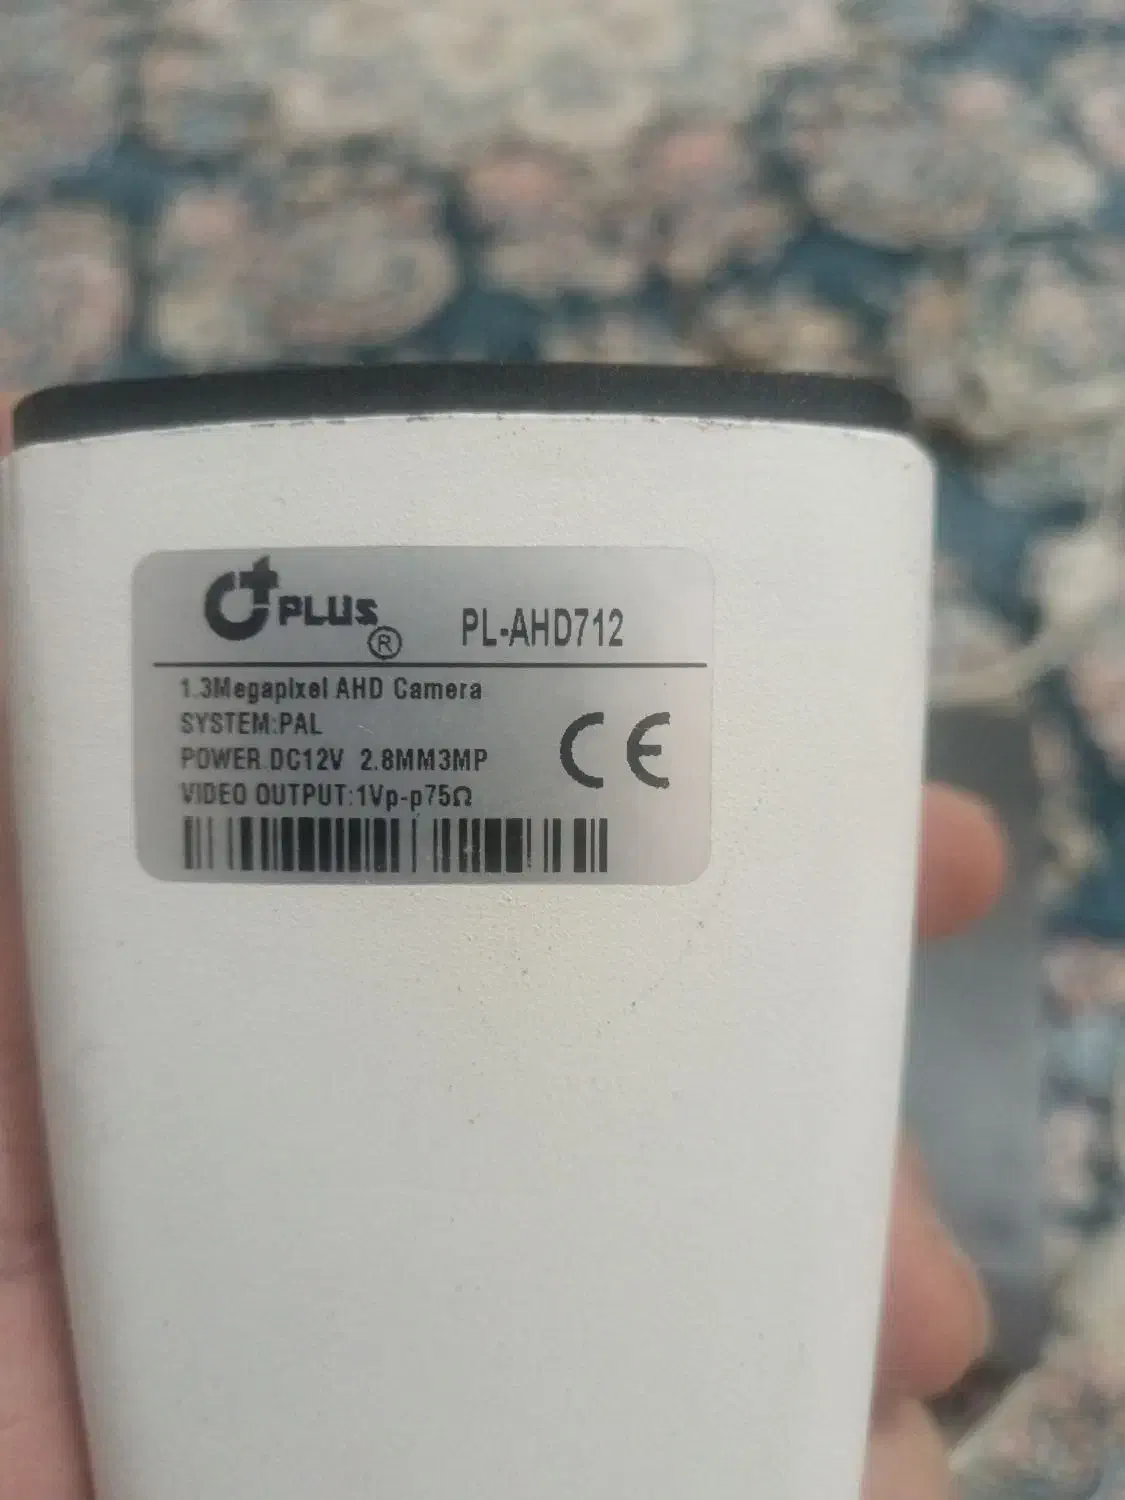 PLUS ® PL-AHD712
1.3Megapixel AHD Camera
SYSTEM:PAL
POWER.DC12V 2.8MM3MP
CE
VIDEO OUTPUT:1Vp-p75Ω